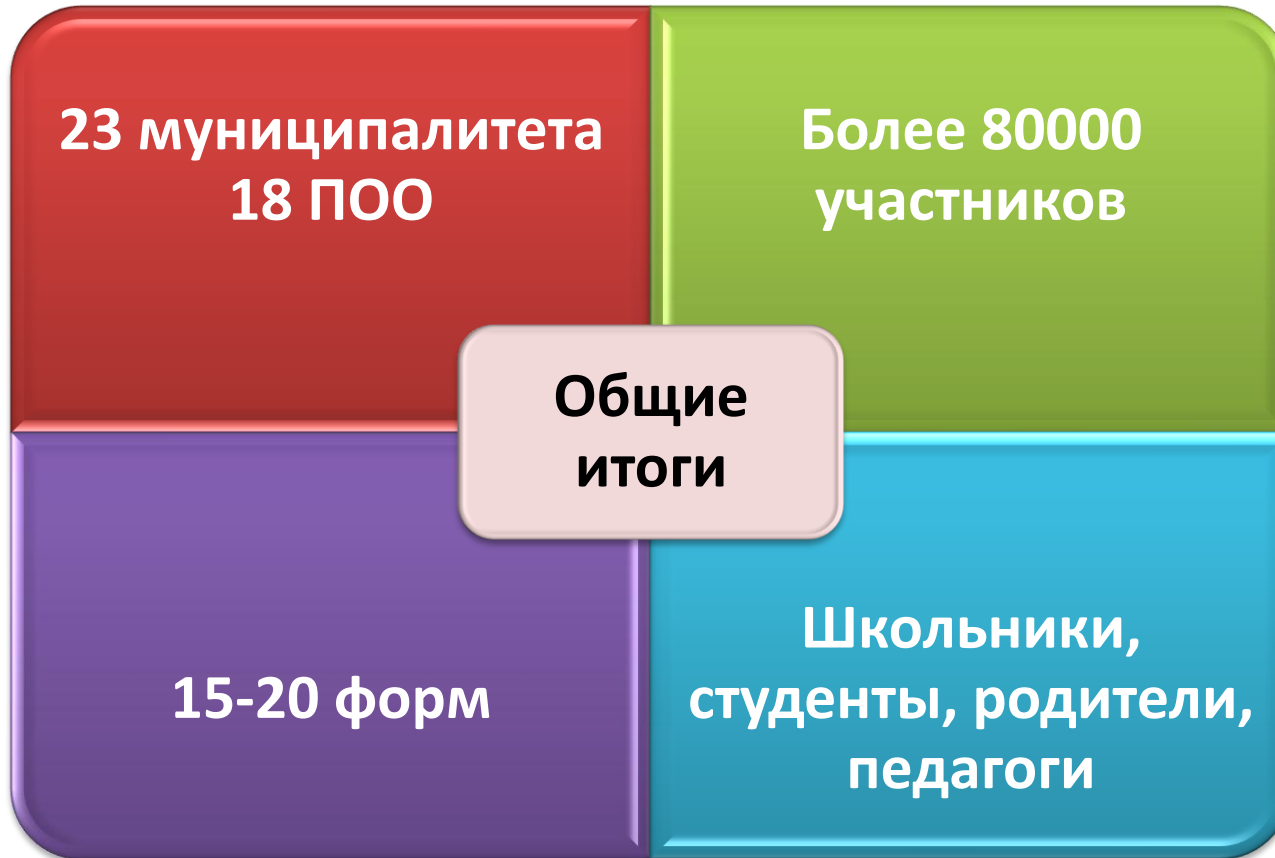 23 муниципалитета
18 ПОО
Более 80000
участников
Общие
итоги
15-20 форм
Школьники,
студенты, родители,
педагоги